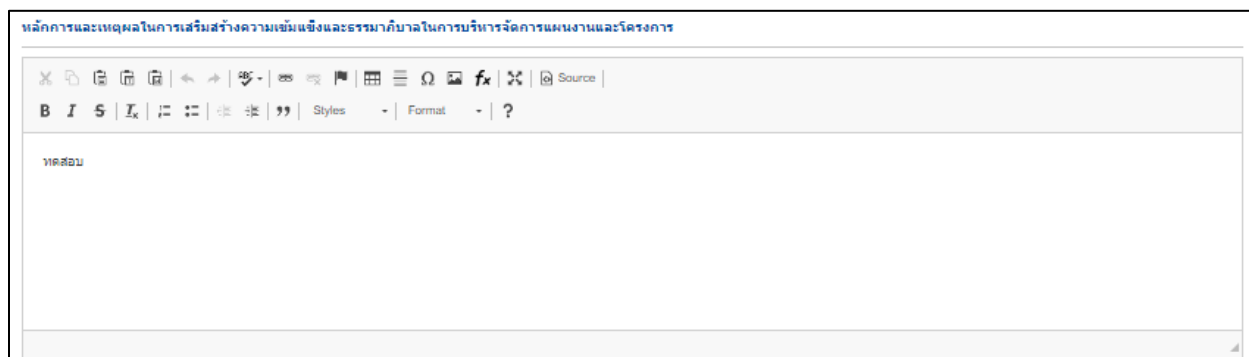 หลักการและเหตุผลในการเสริมสร้างความเข้มแข็งและธรรมาภิบาลในการบริหารจัดการแผนงานและโครงการ
Source
B I S Ix Styles Format ?
ทดสอบ